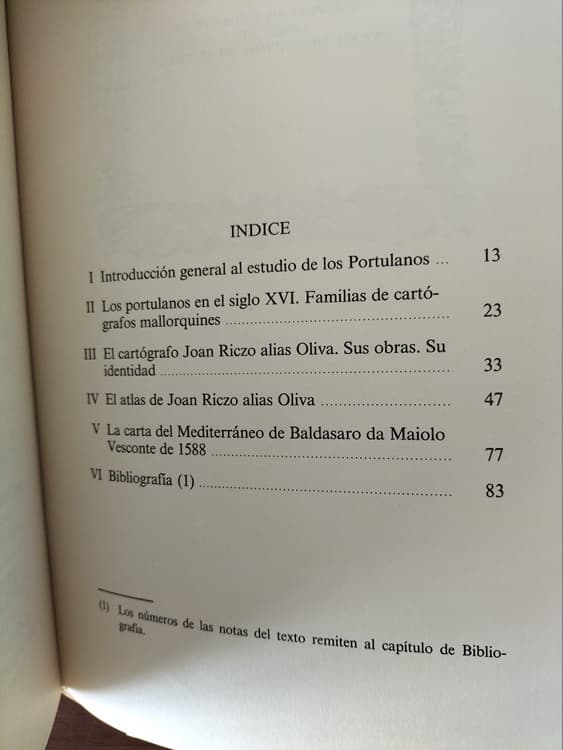 INDICE
I Introducción general al estudio de los Portulanos ... 13
II Los portulanos en el siglo XVI. Familias de cartó-
grafos mallorquines ........................................ 23
III El cartógrafo Joan Riczo alias Oliva. Sus obras. Su
identidad ........................................ 33
IV El atlas de Joan Riczo alias Oliva ........................ 47
V La carta del Mediterráneo de Baldasaro da Maiolo
Vesconte de 1588 ........................................ 77
VI Bibliografía (1) ........................................ 83
(1) Los números de las notas del texto remiten al capítulo de Biblio-
grafía.